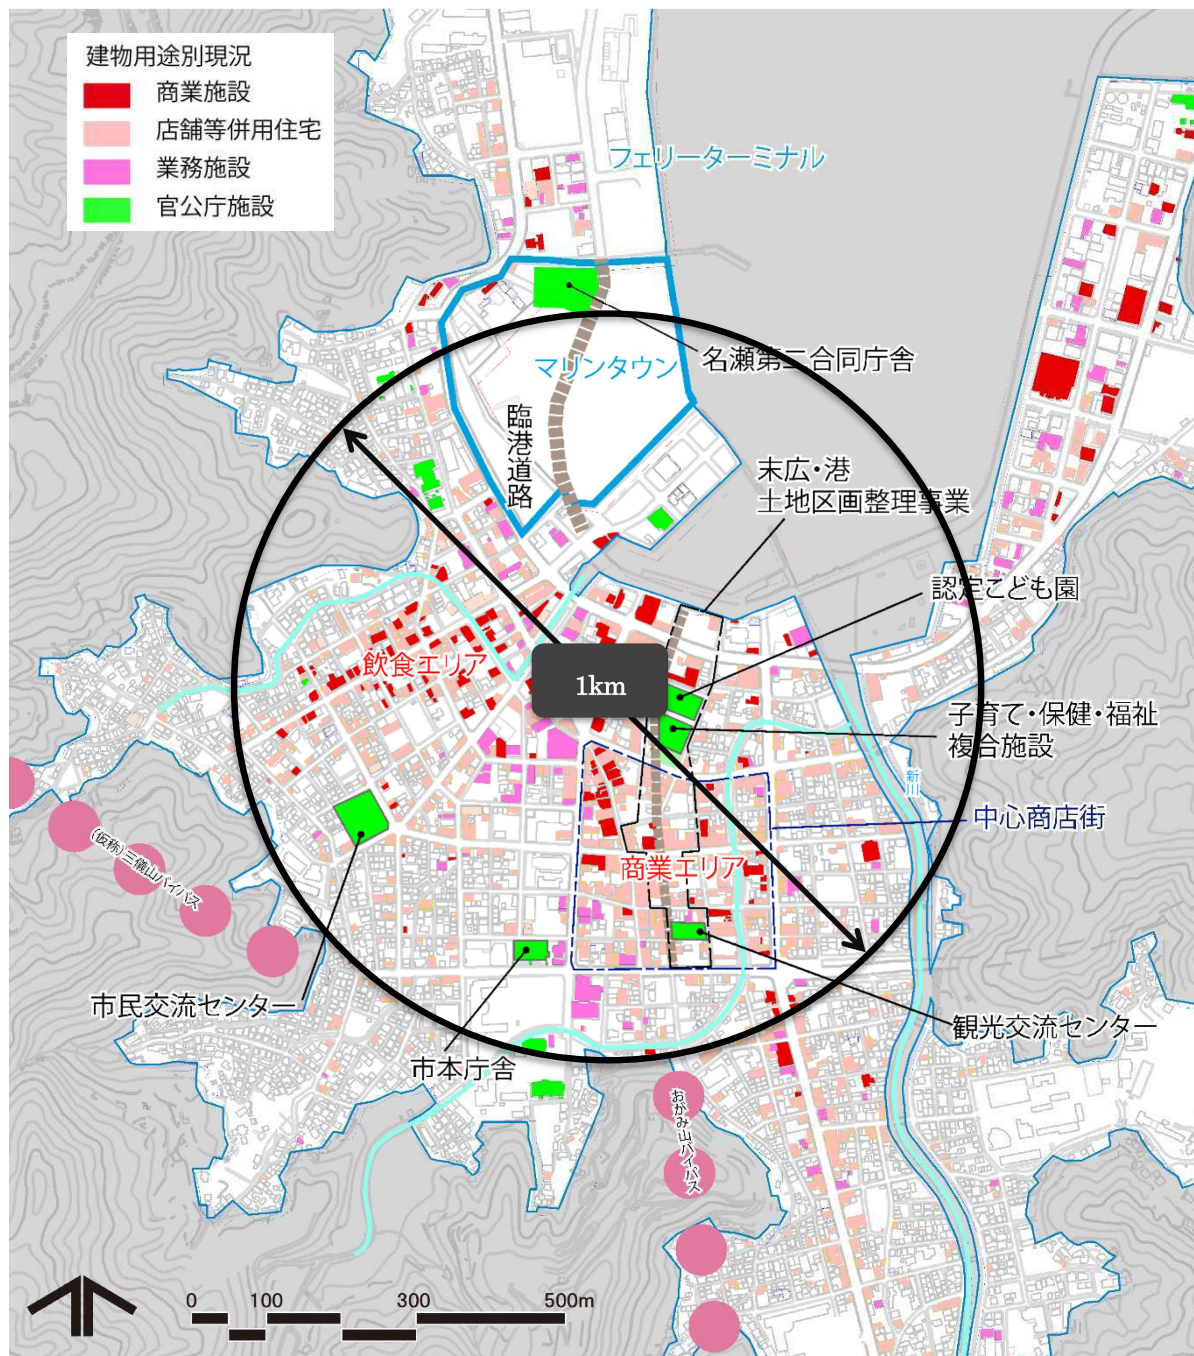 建物用途別現況
商業施設
店舗等併用住宅
業務施設
官公庁施設
フェリーターミナル
名瀬第二合同庁舎
マリンタウン
臨港道路
末広・港
土地区画整理事業
認定こども園
飲食エリア
1km
子育て・保健・福祉
複合施設
新川
中心商店街
商業エリア
(仮称)三儀山バイパス
市民交流センター
観光交流センター
市本庁舎
おがみ山バイパス
0 100 300 500m